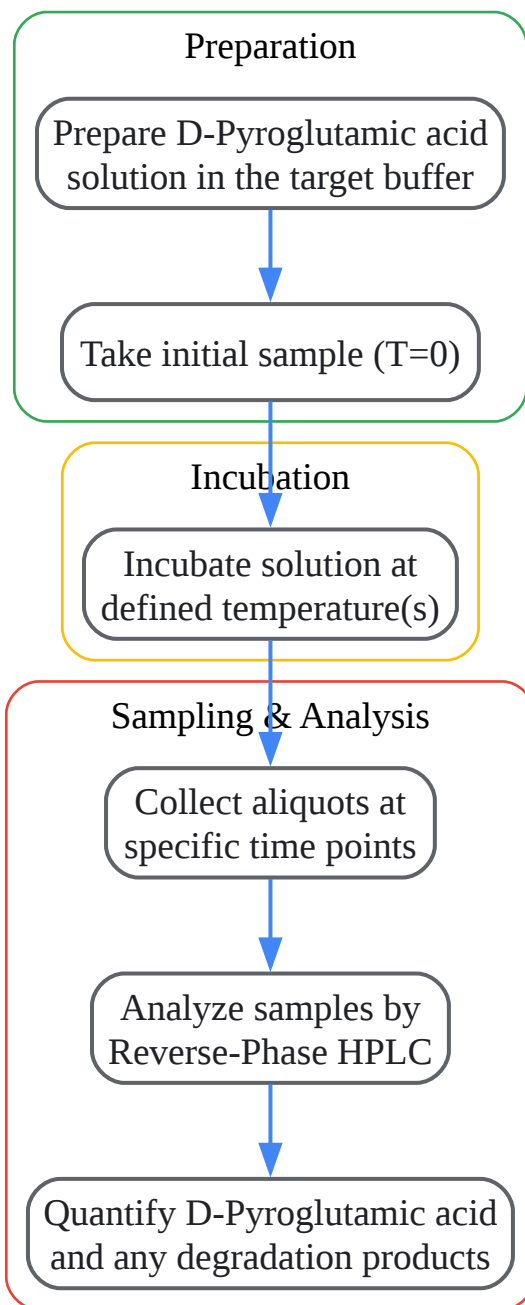 Preparation
Prepare D-Pyroglutamic acid
solution in the target buffer
Take initial sample (T=0)
Incubation
Incubate solution at
defined temperature(s)
Sampling & Analysis
Collect aliquots at
specific time points
Analyze samples by
Reverse-Phase HPLC
Quantify D-Pyroglutamic acid
and any degradation products